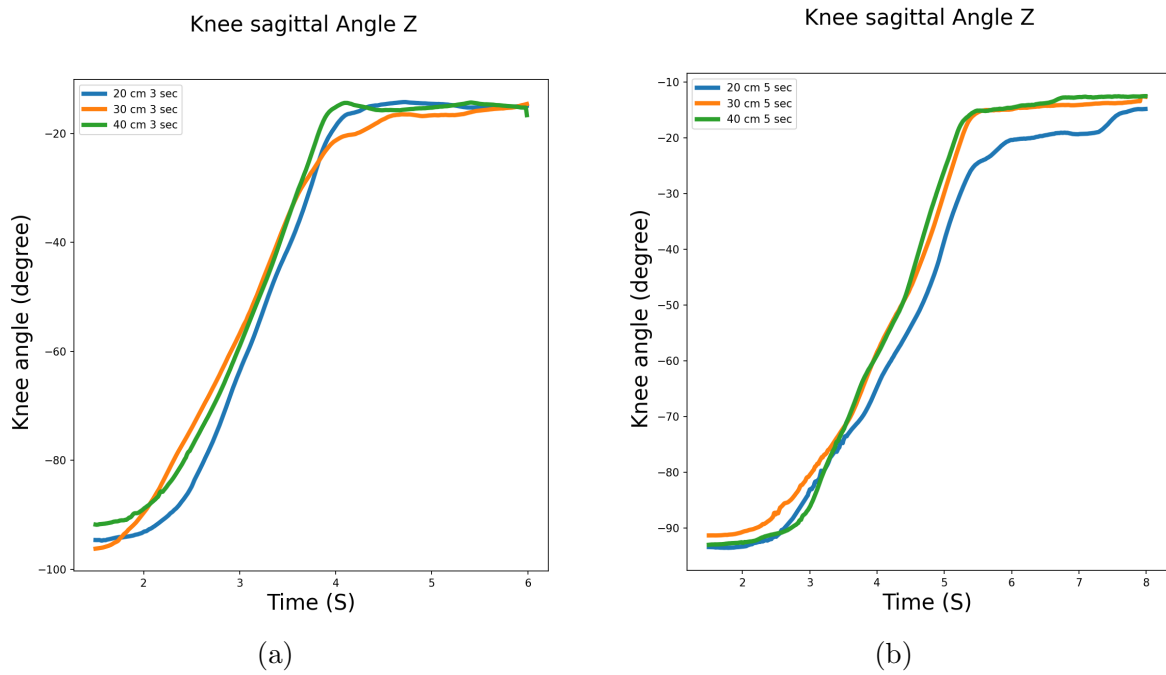 Knee sagittal Angle Z
20 cm 3 sec
30 cm 3 sec
40 cm 3 sec
−20
−40
−60
−80
−100
Knee angle (degree)
2 3 4 5 6
Time (S)
(a)
Knee sagittal Angle Z
20 cm 5 sec
30 cm 5 sec
40 cm 5 sec
−10
−20
−30
−40
−50
−60
−70
−80
−90
Knee angle (degree)
2 3 4 5 6 7 8
Time (S)
(b)